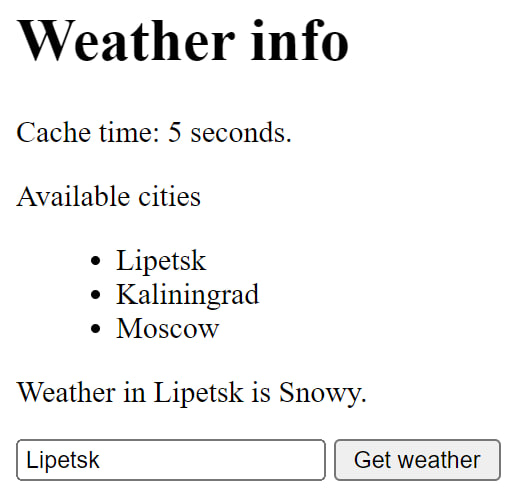 Weather info
Cache time: 5 seconds.
Available cities
Lipetsk
Kaliningrad
Moscow
Weather in Lipetsk is Snowy.
Lipetsk Get weather